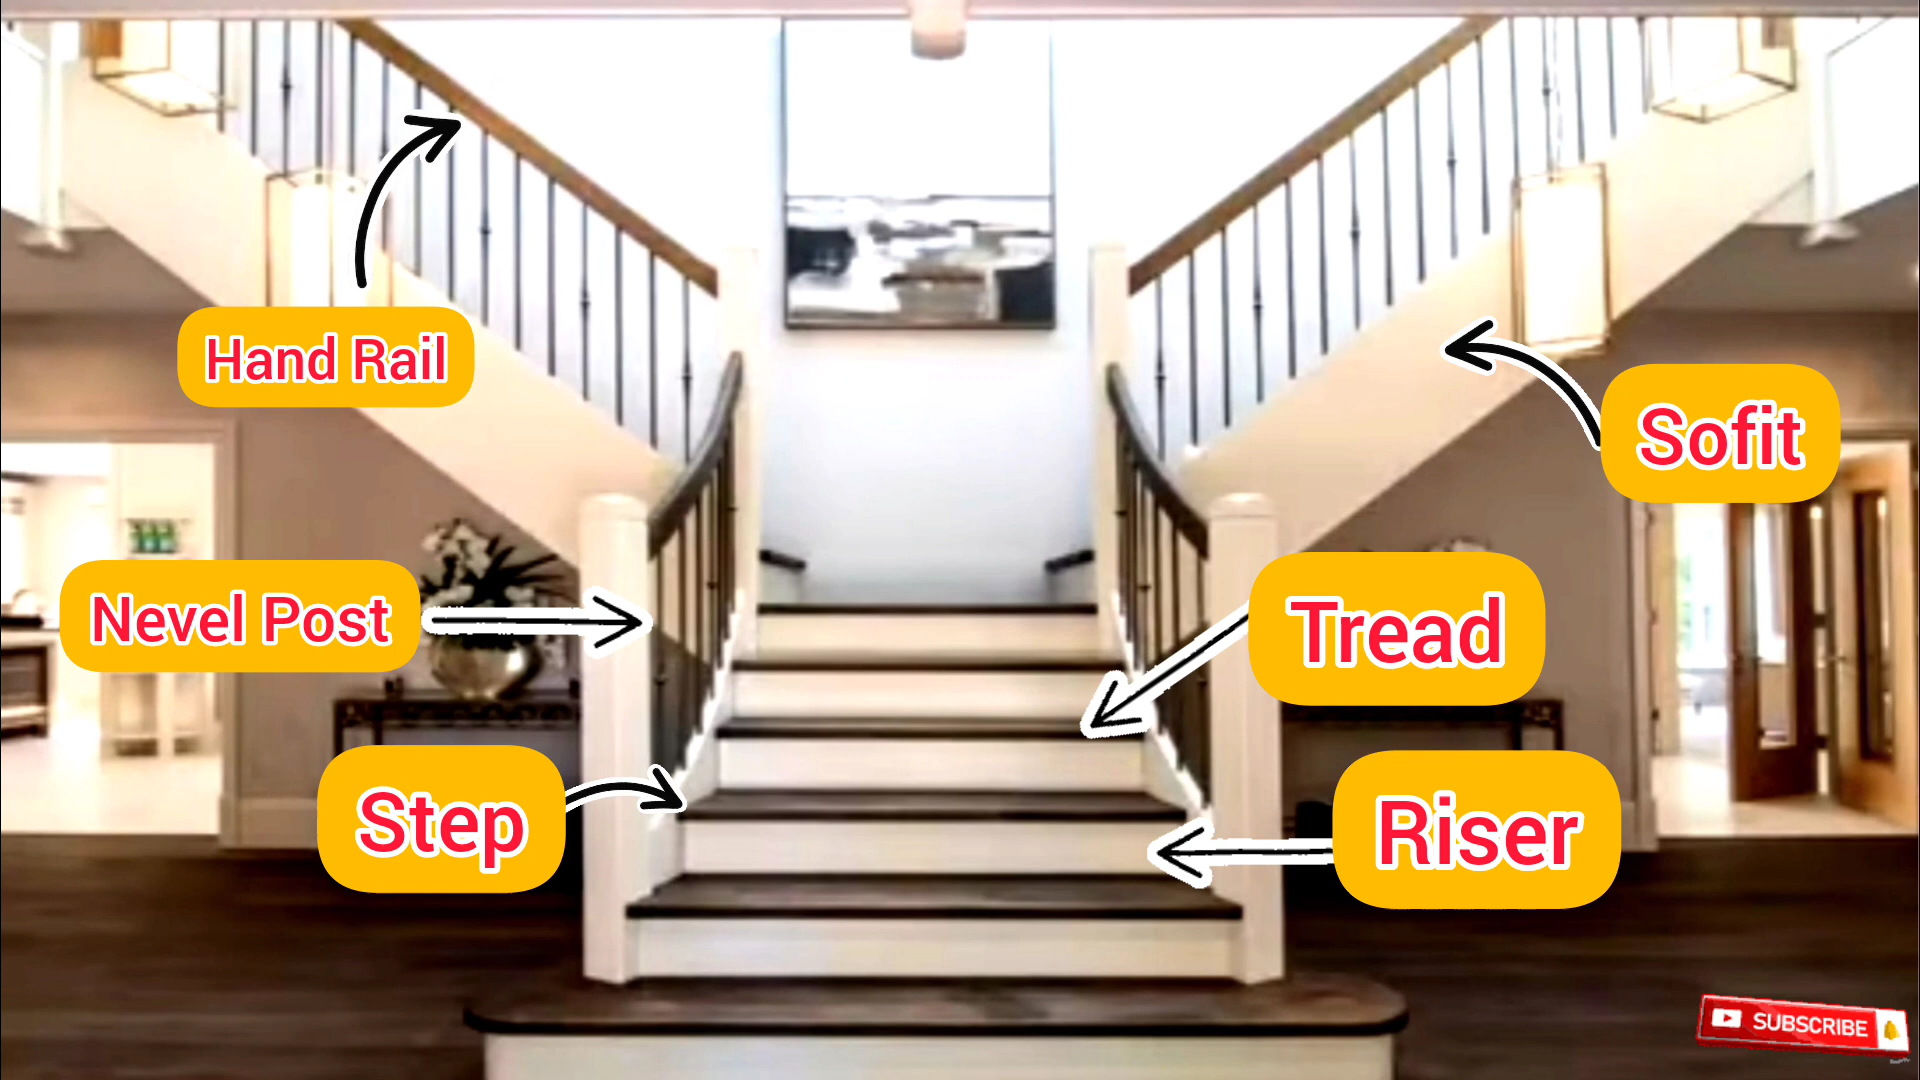 Hand Rail
Sofit
Nevel Post
Tread
Step
Riser
SUBSCRIBE